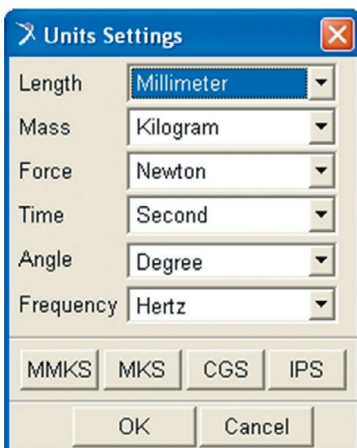 Units Settings
Length Millimeter
Mass Kilogram
Force Newton
Time Second
Angle Degree
Frequency Hertz
MMKS MKS CGS IPS
OK Cancel